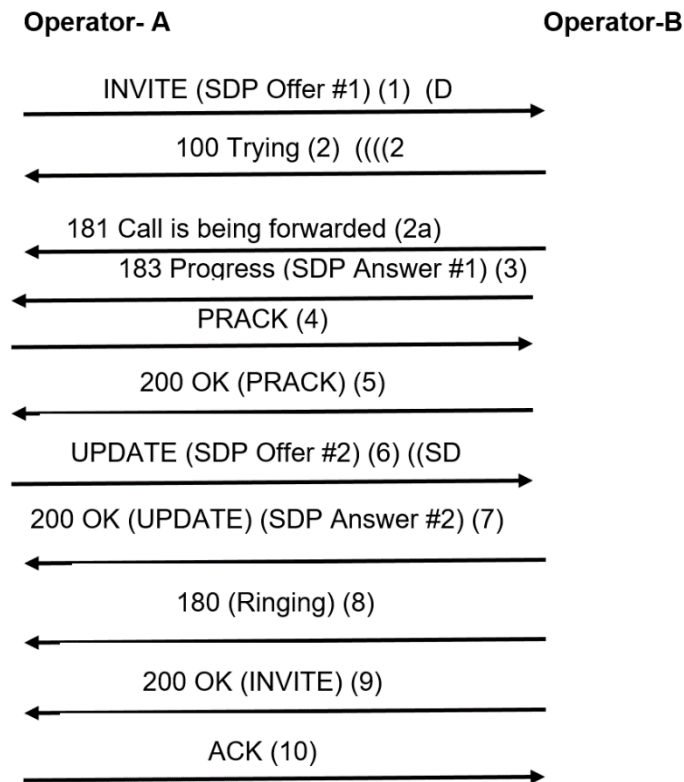 Operator- A Operator-B
INVITE (SDP Offer #1) (1) (D
100 Trying (2) ((((2
181 Call is being forwarded (2a)
183 Progress (SDP Answer #1) (3)
PRACK (4)
200 OK (PRACK) (5)
UPDATE (SDP Offer #2) (6) ((SD
200 OK (UPDATE) (SDP Answer #2) (7)
180 (Ringing) (8)
200 OK (INVITE) (9)
ACK (10)